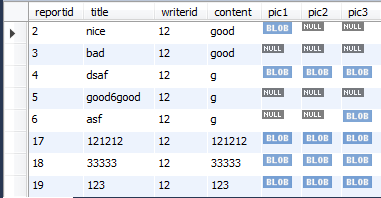 reportid title writerid content pic1 pic2 pic3
2 nice 12 good BLOB NULL NULL
3 bad 12 good NULL NULL NULL
4 dsaf 12 g BLOB BLOB BLOB
5 good6good 12 g NULL NULL NULL
6 asf 12 g NULL NULL BLOB
17 121212 12 121212 BLOB BLOB BLOB
18 33333 12 33333 BLOB BLOB BLOB
19 123 12 123 BLOB BLOB BLOB